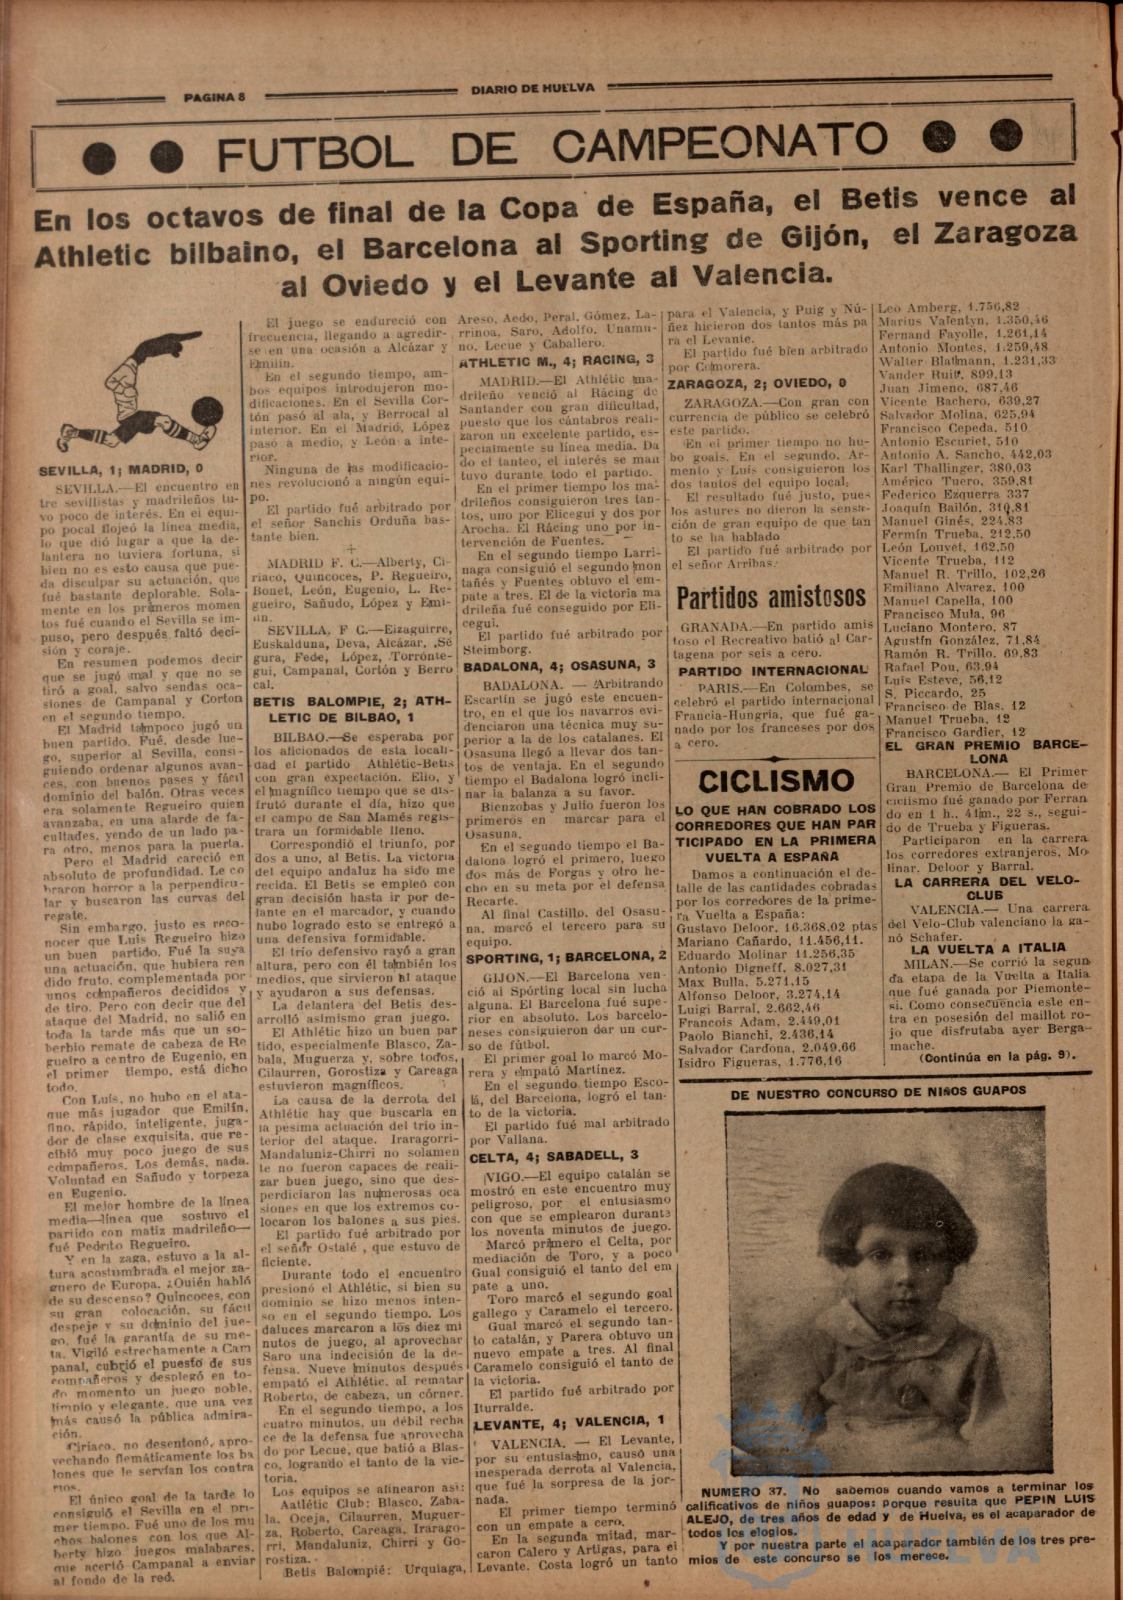 PAGINA 8
DIARIO DE HUELVA
FUTBOL DE CAMPEONATO
En los octavos de final de la Copa de España, el Betis vence al
Athletic bilbaino, el Barcelona al Sporting de Gijón, el Zaragoza
al Oviedo y el Levante al Valencia.
SEVILLA, 1; MADRID, 0
SEVILLA.—El encuentro en
tre sevillistas y madrileños tu-
vo poco de interés. En el equi-
po pocal flojeó la línea media,
lo que dió lugar a que la de-
lantera no tuviera fortuna, si
bien no es esto causa que pue-
da disculpar su actuación, que
fué bastante deplorable. Sola-
mente en los primeros momen
tos fué cuando el Sevilla se im-
puso, pero después faltó deci-
sión y coraje.
En resumen podemos decir
que se jugó mal y que no se
tiró a goal, salvo sendas oca-
siones de Campanal y Corton
en el segundo tiempo.
El Madrid tampoco jugó un
buen partido. Fué, desde lue-
go, superior al Sevilla, consi-
guiendo ordenar algunos avan-
ces, con buenos pases y fácil
dominio del balón. Otras veces
era solamente Regueiro quien
avanzaba, en una alarde de fa-
cultades, yendo de un lado pa-
ra otro, menos para la puerta.
Pero el Madrid careció en
absoluto de profundidad. Le co
braron horror a la perpendicu-
lar y buscaron las curvas del
regate.
Sin embargo, justo es reco-
nocer que Luis Regueiro hizo
un buen partido. Fué la suya
una actuación, que hubiera ren
dido fruto, complementada por
unos compañeros decididos y
de tiro. Pero con decir que del
ataque del Madrid, no salió en
toda la tarde más que un so-
berbio remate de cabeza de Re
gueiro a centro de Eugenio, en
el primer tiempo, está dicho
todo.
Con Luis, no hubo en el ata-
que más jugador que Emilín,
fino, rápido, inteligente, juga-
dor de clase exquisita, que re-
cibió muy poco juego de sus
compañeros. Los demás, nada.
Voluntad en Sañudo y torpeza
en Eugenio.
El mejor hombre de la línea
media—línea que sostuvo el
partido con matiz madrileño—
fué Pedrito Regueiro.
Y en la zaga, estuvo a la al-
tura acostumbrada el mejor za-
guero de Europa. ¿Quién habló
de su descenso? Quincoces, con
su gran colocación, su fácil
despeje y su dominio del jue-
go, fué la garantía de su me-
ta. Vigiló estrechamente a Cam
panal, cubrió el puesto de sus
compañeros y desplegó en to-
do momento un juego noble,
limpio y elegante, que una vez
más causó la pública admira-
ción.
Ciriaco, no desentonó, apro-
vechando flemáticamente los ba
lones que le servían los contra
rios.
El único goal de la tarde lo
consiguió el Sevilla en el pri-
mer tiempo. Fué uno de los mu
chos balones con los que Al-
berty hizo juegos malabares,
que acertó Campanal a enviar
al fondo de la red.
El juego se endureció con
frecuencia, llegando a agredir-
se en una ocasión a Alcázar y
Emilín.
En el segundo tiempo, am-
bos equipos introdujeron mo-
dificaciones. En el Sevilla Cor-
tón pasó al ala, y Berrocal al
interior. En el Madrid, López
pasó a medio, y León a inte-
rior.
Ninguna de las modificacio-
nes revolucionó a ningún equi-
po.
El partido fué arbitrado por
el señor Sanchis Orduña bas-
tante bien.
+
MADRID F. C.—Alberty, Ci-
riaco, Quincoces, P. Regueiro,
Bonet, León, Eugenio, L. Re-
gueiro, Sañudo, López y Emi-
lín.
SEVILLA, F C.—Eizaguirre,
Euskalduna, Deva, Alcázar, Se
gura, Fede, López, Torrónte-
gui, Campanal, Cortón y Berro
cal.
BETIS BALOMPIE, 2; ATH-
LETIC DE BILBAO, 1
BILBAO.—Se esperaba por
los aficionados de esta locali-
dad el partido Athlétic-Betis
con gran expectación. Ello, y
el magnífico tiempo que se dis-
frutó durante el día, hizo que
el campo de San Mamés regis-
trara un formidable lleno.
Correspondió el triunfo, por
dos a uno, al Betis. La victoria
del equipo andaluz ha sido me
recida. El Betis se empleó con
gran decisión hasta ir por de-
lante en el marcador, y cuando
hubo logrado esto se entregó a
una defensiva formidable.
El trío defensivo rayó a gran
altura, pero con él también los
medios, que sirvieron al ataque
y ayudaron a sus defensas.
La delantera del Betis des-
arrolló asimismo gran juego.
El Athlétic hizo un buen par
tido, especialmente Blasco, Za-
bala, Muguerza y, sobre todos,
Cilaurren, Gorostiza y Careaga
estuvieron magníficos.
La causa de la derrota del
Athlétic hay que buscarla en
la pésima actuación del trío in-
terior del ataque. Iraragorri-
Mandaluniz-Chirri no solamen
te no fueron capaces de reali-
zar buen juego, sino que des-
perdiciaron las numerosas oca
siones en que los extremos co-
locaron los balones a sus pies.
El partido fué arbitrado por
el señor Ostalé , que estuvo de
ficiente.
Durante todo el encuentro
presionó el Athlétic, si bien su
dominio se hizo menos inten-
so en el segundo tiempo. Los
daluces marcaron a los diez mi
nutos de juego, al aprovechar
Saro una indecisión de la de-
fensa. Nueve minutos después
empató el Athlétic, al rematar
Roberto, de cabeza, un córner.
En el segundo tiempo, a los
cuatro minutos, un débil recha
ce de la defensa fue aprovecha
do por Lecue, que batió a Blas-
co, logrando el tanto de la vic-
toria.
Los equipos se alinearon así:
Aatlétic Club: Blasco, Zaba-
la, Oceja, Cilaurren, Muguer-
za, Roberto, Careaga, Irarago-
rri, Mandaluniz, Chirri y Go-
rostiza.
Betis Balompié: Urquiaga,
Areso, Aedo, Peral, Gómez, La-
rrinoa, Saro, Adolfo, Unamu-
no, Lecue y Caballero.
ATHLETIC M., 4; RACING, 3
MADRID.—El Athlétic ma-
drileño venció al Rácing de
Santander con gran dificultad,
puesto que los cántabros reali-
zaron un excelente partido, es-
pecialmente su línea media. Da
do el tanteo, el interés se man
tuvo durante todo el partido.
En el primer tiempo los ma-
drileños consiguieron tres tan-
tos, uno por Elícegui y dos por
Arocha. El Rácing uno por in-
tervención de Fuentes.
En el segundo tiempo Larri-
naga consiguió el segundo mon
tañés y Fuentes obtuvo el em-
pate a tres. El de la victoria ma
drileña fué conseguido por Elí-
cegui.
El partido fué arbitrado por
Steimborg.
BADALONA, 4; OSASUNA, 3
BADALONA. — Arbitrando
Escartín se jugó este encuen-
tro, en el que los navarros evi-
denciaron una técnica muy su-
perior a la de los catalanes. El
Osasuna llegó a llevar dos tan-
tos de ventaja. En el segundo
tiempo el Badalona logró incli-
nar la balanza a su favor.
Bienzobas y Julio fueron los
primeros en marcar para el
Osasuna.
En el segundo tiempo el Ba-
dalona logró el primero, luego
dos más de Forgas y otro he-
cho en su meta por el defensa
Recarte.
Al final Castillo, del Osasu-
na, marcó el tercero para su
equipo.
SPORTING, 1; BARCELONA, 2
GIJON.—El Barcelona ven-
ció al Spórting local sin lucha
alguna. El Barcelona fué supe-
rior en absoluto. Los barcelo-
neses consiguieron dar un cur-
so de fútbol.
El primer goal lo marcó Mo-
rera y empató Martínez.
En el segundo tiempo Esco-
lá, del Barcelona, logró el tan-
to de la victoria.
El partido fué mal arbitrado
por Vallana.
CELTA, 4; SABADELL, 3
VIGO.—El equipo catalán se
mostró en este encuentro muy
peligroso, por el entusiasmo
con que se emplearon durante
los noventa minutos de juego.
Marcó primero el Celta, por
mediación de Toro, y a poco
Gual consiguió el tanto del em
pate a uno.
Toro marcó el segundo goal
gallego y Caramelo el tercero.
Gual marcó el segundo tan-
to catalán, y Parera obtuvo un
nuevo empate a tres. Al final
Caramelo consiguió el tanto de
la victoria.
El partido fué arbitrado por
Iturralde.
LEVANTE, 4; VALENCIA, 1
VALENCIA. — El Levante,
por su entusiasmo, causó una
inesperada derrota al Valencia,
que fué la sorpresa de la jor-
nada.
El primer tiempo terminó
con un empate a cero.
En la segunda mitad, mar-
caron Calero y Artigas, para el
Levante. Costa logró un tanto
para el Valencia, y Puig y Nú-
ñez hicieron dos tantos más pa
ra el Levante.
El partido fué bien arbitrado
por Comorera.
ZARAGOZA, 2; OVIEDO, 0
ZARAGOZA.—Con gran con
currencia de público se celebró
este partido.
En el primer tiempo no hu-
bo goals. En el segundo, Ar-
mento y Luis consiguieron los
dos tantos del equipo local.
El resultado fué justo, pues
los astures no dieron la sensa-
ción de gran equipo de que tan
to se ha hablado
El partido fué arbitrado por
el señor Arribas.
Partidos amistosos
GRANADA.—En partido amis
toso el Recreativo batió al Car-
tagena por seis a cero.
PARTIDO INTERNACIONAL
PARIS.—En Colombes, se
celebró el partido internacional
Francia-Hungria, que fué ga-
nado por los franceses por dos
a cero.
CICLISMO
LO QUE HAN COBRADO LOS
CORREDORES QUE HAN PAR
TICIPADO EN LA PRIMERA
VUELTA A ESPAÑA
Damos a continuación el de-
talle de las cantidades cobradas
por los corredores de la prime-
ra Vuelta a España:
Gustavo Deloor, 16.368,02 ptas
Mariano Cañardo, 11.456,11.
Eduardo Molinar 11.256,35
Antonio Digneff, 8.027,31
Max Bulla, 5.271,15
Alfonso Deloor, 3.274,14
Luigi Barral, 2.662,46
Francois Adam, 2.449,01
Paolo Bianchi, 2.436,14
Salvador Cardona, 2.049,66
Isidro Figueras, 1.776,16
Leo Amberg, 1.756,82
Marius Valentyn, 1.350,46
Fernand Fayolle, 1.261,14
Antonio Montes, 1.259,48
Walter Blatmann, 1.231,33
Vander Ruit, 899,13
Juan Jimeno, 687,46
Vicente Bachero, 639,27
Salvador Molina, 625,94
Francisco Cepeda, 510
Antonio Escuriet, 510
Antonio A. Sancho, 442,03
Karl Thallinger, 380,03
Américo Tuero, 359,81
Federico Ezquerra 337
Joaquín Bailón, 310,81
Manuel Ginés, 224,83
Fermín Trueba, 212,50
León Louyet, 162,50
Vicente Trueba, 112
Manuel R. Trillo, 102,26
Emiliano Alvarez, 100
Manuel Capella, 100
Francisco Mula, 96
Luciano Montero, 87
Agustín González, 71,84
Ramón R. Trillo, 69,83
Rafael Pou, 63,94
Luis Esteve, 56,12
S. Piccardo, 25
Francisco de Blas, 12
Manuel Trueba, 12
Francisco Gardier, 12
EL GRAN PREMIO BARCE-
LONA
BARCELONA.— El Primer
Gran Premio de Barcelona de
ciclismo fué ganado por Ferran
do en 1 h., 41m., 22 s., segui-
do de Trueba y Figueras.
Participaron en la carrera
los corredores extranjeros, Mo-
linar, Deloor y Barral.
LA CARRERA DEL VELO-
CLUB
VALENCIA.— Una carrera
del Velo-Club valenciano la ga-
nó Schafer.
LA VUELTA A ITALIA
MILAN.—Se corrió la segun
da etapa de la Vuelta a Italia
que fué ganada por Piemonte-
si. Como consecuencia este en-
tra en posesión del maillot ro-
jo que disfrutaba ayer Berga-
mache.
(Continúa en la pág. 9).
DE NUESTRO CONCURSO DE NIÑOS GUAPOS
NUMERO 37. No sabemos cuando vamos a terminar los
calificativos de niños guapos: porque resulta que PEPIN LUIS
ALEJO, de tres años de edad y de Huelva, es el acaparador de
todos los elogios.
Y por nuestra parte el acaparador también de los tres pre-
mios de este concurso se los merece.
HUELVA